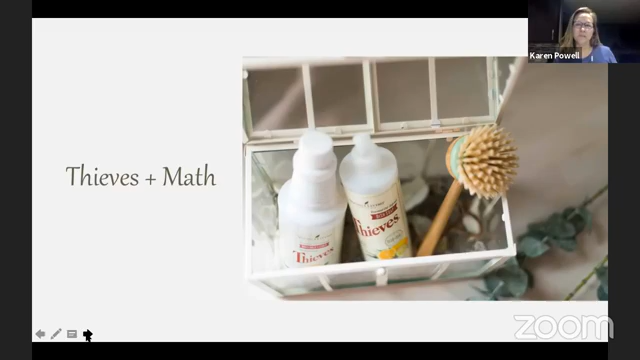 Karen Powell
Thieves + Math
Thieves
Thieves
zoom